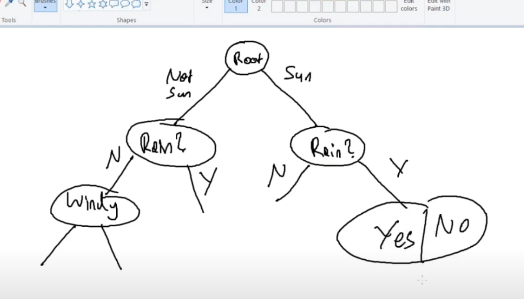 Brushes
Size
Color
1
Color
2
Edit
colors
Edit with
Paint 3D
Tools
Shapes
Colors
Root
Not
Sun
Sun
Rain?
Rain?
N
Y
N
Y
Windy
Yes
No